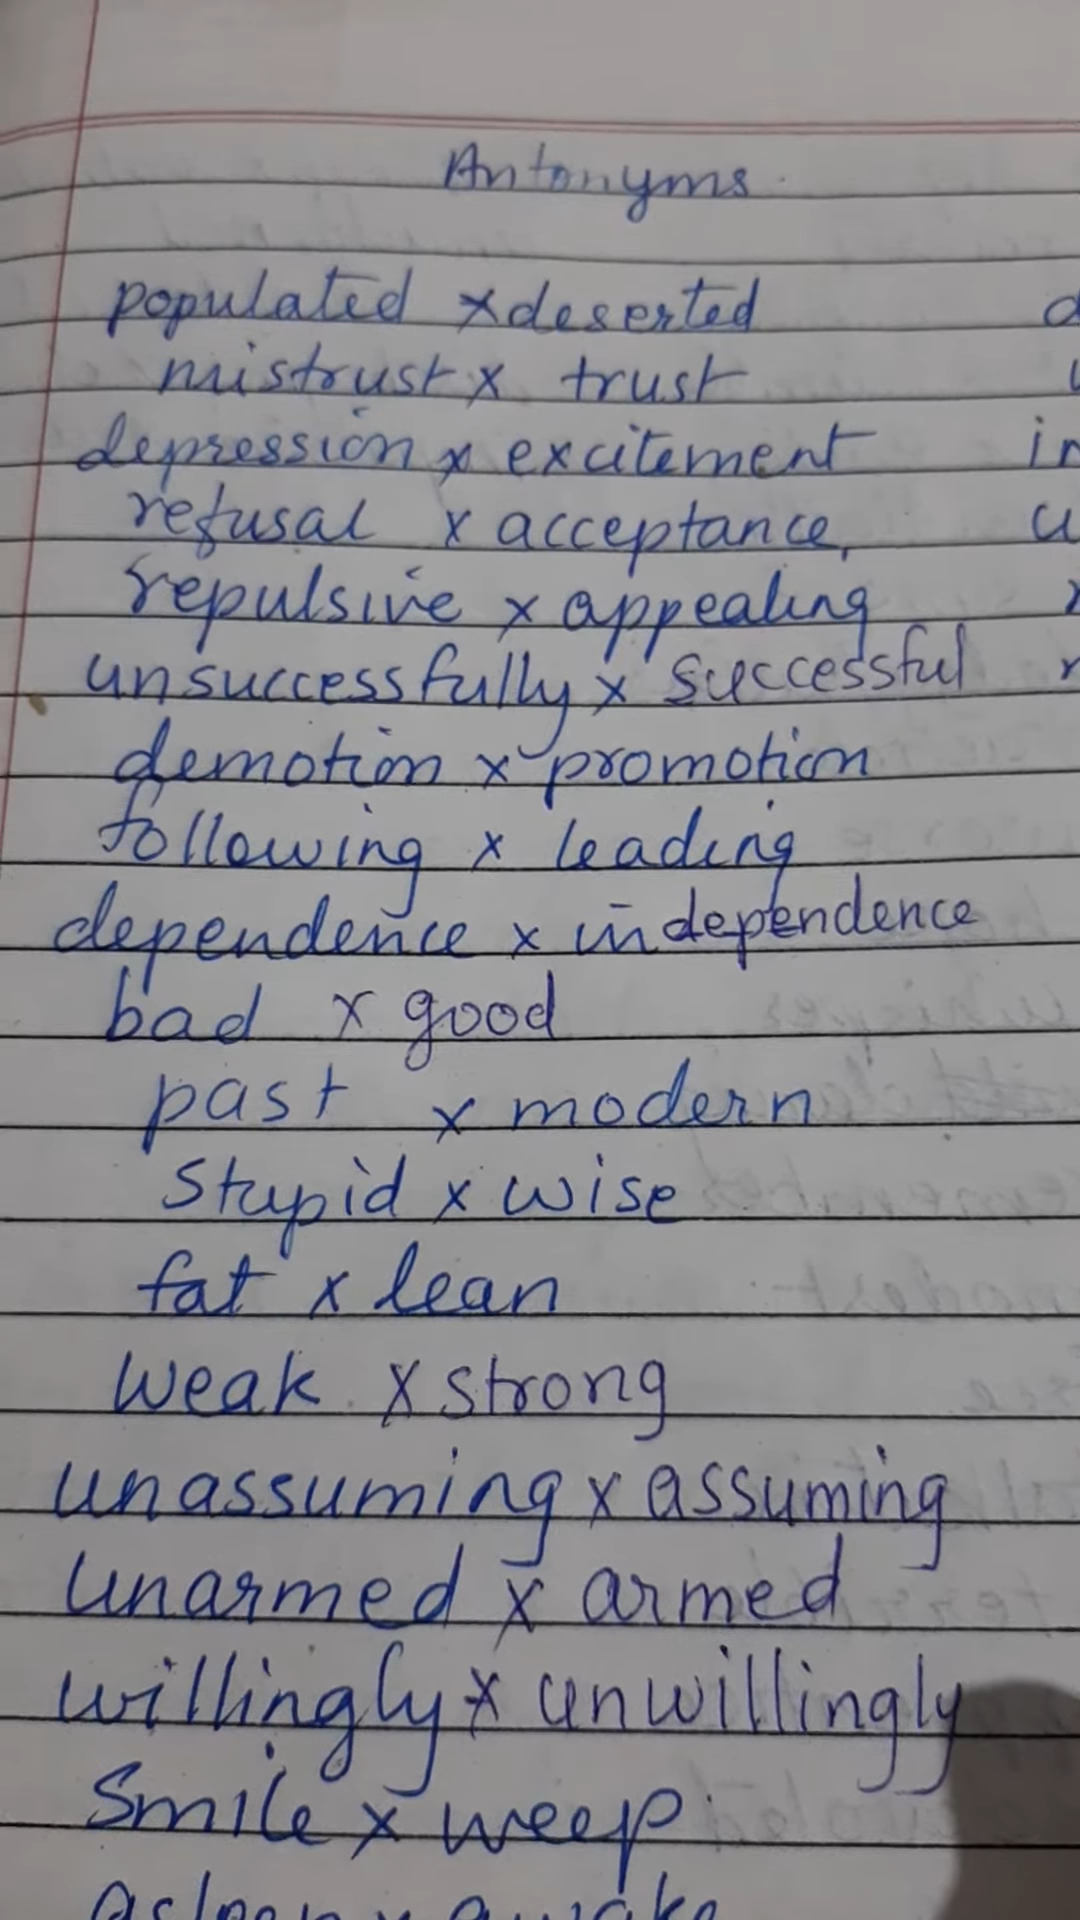 Antonyms
populated x deserted
mistrust x trust
depression x excitement
refusal x acceptance
repulsive x appealing
unsuccessfully x successful
demotion x promotion
following x leading
dependence x independence
bad x good
past x modern
Stupid x wise
fat x lean
weak x strong
unassuming x assuming
unarmed x armed
willingly x unwillingly
Smile x weep